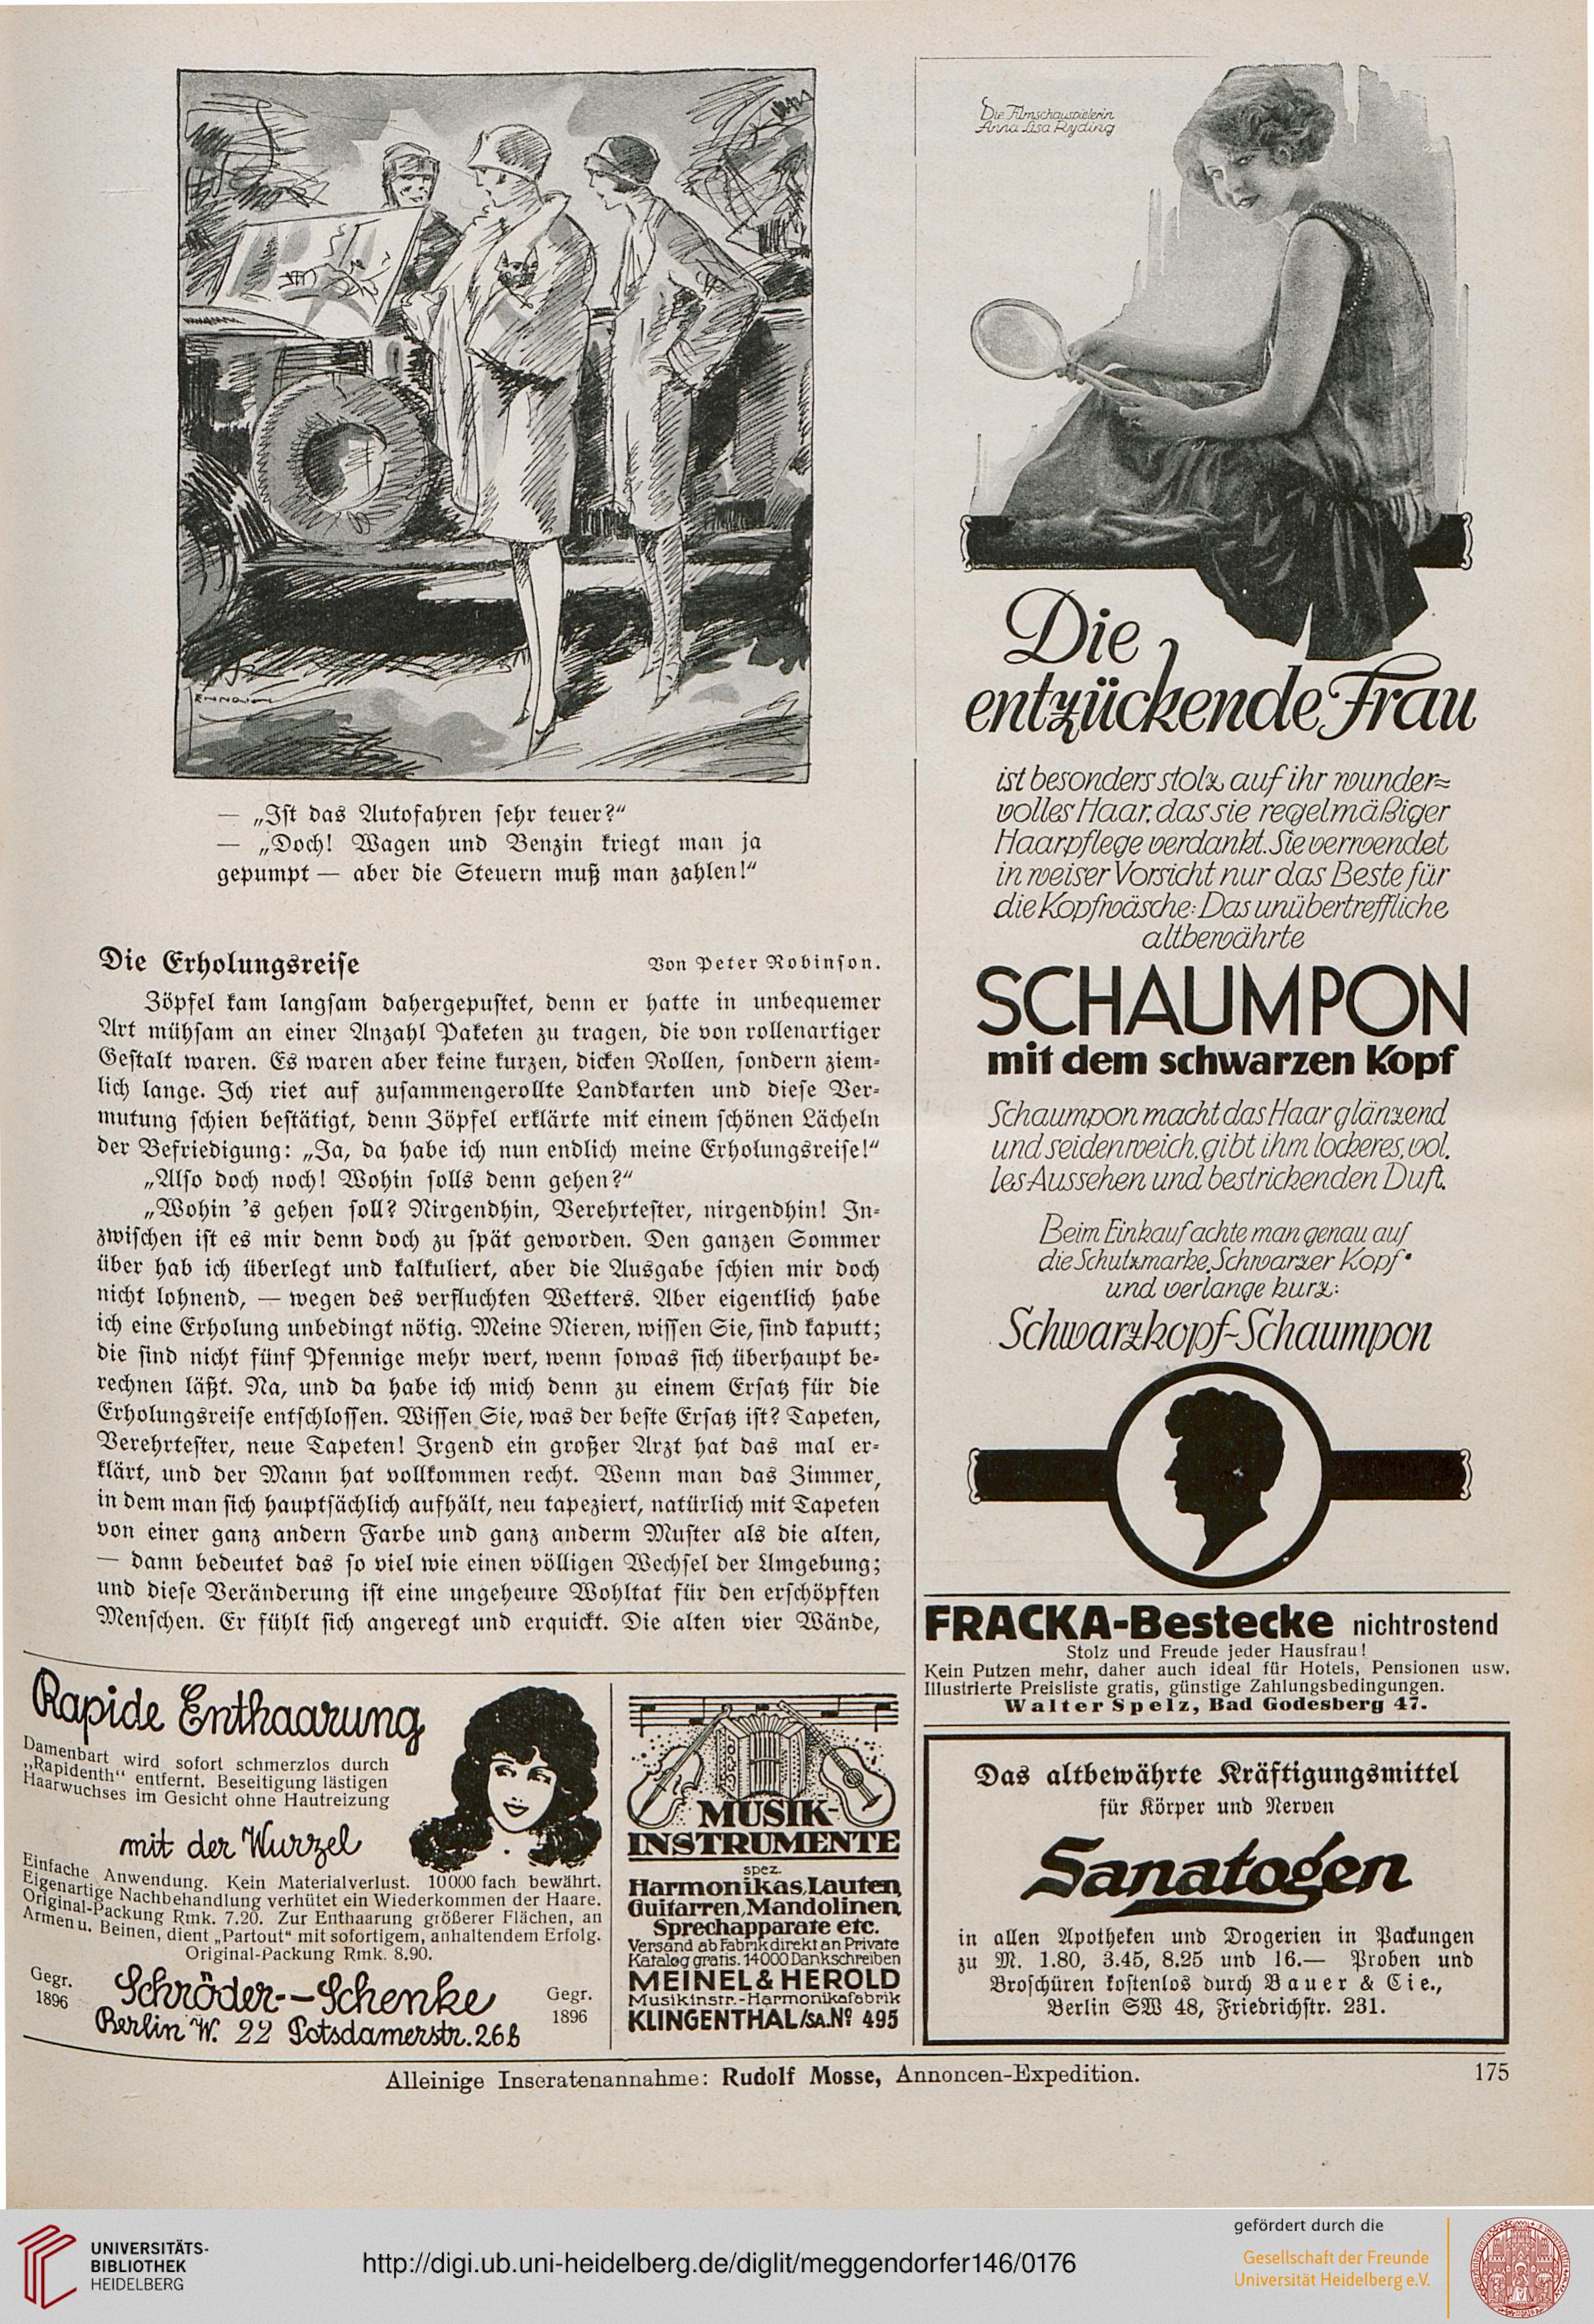 — „Ist das Autofahren sehr teuer?“
— „Doch! Wagen und Benzin kriegt man ja
gepumpt — aber die Steuern muß man zahlen!“
Die Erholungsreise
Von Peter Robinson.
Zöpfel kam langsam dahergepustet, denn er hatte in unbequemer
Art mühsam an einer Anzahl Paketen zu tragen, die von rollenartiger
Gestalt waren. Es waren aber keine kurzen, dicken Rollen, sondern ziem-
lich lange. Ich riet auf zusammengerollte Landkarten und diese Ver-
mutung schien bestätigt, denn Zöpfel erklärte mit einem schönen Lächeln
der Befriedigung: „Ja, da habe ich nun endlich meine Erholungsreise!“
„Also doch noch! Wohin solls denn gehen?“
„Wohin 's gehen soll? Nirgendhin, Verehrtester, nirgendhin! In-
zwischen ist es mir denn doch zu spät geworden. Den ganzen Sommer
über hab ich überlegt und kalkuliert, aber die Ausgabe schien mir doch
nicht lohnend, — wegen des verfluchten Wetters. Aber eigentlich habe
ich eine Erholung unbedingt nötig. Meine Nieren, wissen Sie, sind kaputt;
die sind nicht fünf Pfennige mehr wert, wenn sowas sich überhaupt be-
rechnen läßt. Na, und da habe ich mich denn zu einem Ersatz für die
Erholungsreise entschlossen. Wissen Sie, was der beste Ersatz ist? Tapeten,
Verehrtester, neue Tapeten! Irgend ein großer Arzt hat das mal er-
klärt, und der Mann hat vollkommen recht. Wenn man das Zimmer,
in dem man sich hauptsächlich aufhält, neu tapeziert, natürlich mit Tapeten
von einer ganz andern Farbe und ganz anderm Muster als die alten,
— dann bedeutet das so viel wie einen völligen Wechsel der Umgebung;
und diese Veränderung ist eine ungeheure Wohltat für den erschöpften
Menschen. Er fühlt sich angeregt und erquickt. Die alten vier Wände,
Die Filmschauspielerin
Anna Lisa Ryding
Die
entzückende Frau
ist besonders stolz auf ihr wunder=
volles Haar, das sie regelmäßiger
Haarpflege verdankt. Sie verwendet
in weiser Vorsicht nur das Beste für
die Kopfwäsche: Das unübertreffliche
altbewährte
SCHAUMPON
mit dem schwarzen Kopf
Schaumpon macht das Haar glänzend
und seidenweich, gibt ihm lockeres, vol.
les Aussehen und bestrickenden Duft.
Beim Einkauf achte man genau auf
die Schutzmarke „Schwarzer Kopf“
und verlange kurz:
Schwarzkopf-Schaumpon
FRACKA-Bestecke nichtrostend
Stolz und Freude jeder Hausfrau!
Kein Putzen mehr, daher auch ideal für Hotels, Pensionen usw.
Illustrierte Preisliste gratis, günstige Zahlungsbedingungen.
Walter Spelz, Bad Godesberg 47.
Das altbewährte Kräftigungsmittel
für Körper und Nerven
Sanatogen
in allen Apotheken und Drogerien in Packungen
zu M. 1.80, 3.45, 8.25 und 16.— Proben und
Broschüren kostenlos durch Bauer & Cie.,
Berlin SW 48, Friedrichstr. 231.
Rapide Enthaarung
Damenbart wird sofort schmerzlos durch
„Rapidenth“ entfernt. Beseitigung lästigen
Haarwuchses im Gesicht ohne Hautreizung
mit der Wurzel
Einfache Anwendung. Kein Materialverlust. 10000 fach bewährt.
Eigenartige Nachbehandlung verhütet ein Wiederkommen der Haare.
Original-Packung Rmk. 7.20. Zur Enthaarung größerer Flächen, an
Armen u. Beinen, dient „Partout“ mit sofortigem, anhaltendem Erfolg.
Original-Packung Rmk. 8.90.
Gegr.
1896
Schröder-—Schenke
Gegr.
1896
Berlin W. 22 Potsdamerstr. 26b
MUSIK-
INSTRUMENTE
spez.
Harmonikas, Lauten,
Guitarren, Mandolinen,
Sprechapparate etc.
Versand ab Fabrik direkt an Private
Katalog gratis. 14000 Dankschreiben
MEINEL & HEROLD
Musikinstr.-Harmonikafabrik
KLINGENTHAL/SA. No 495
Alleinige Inseratenannahme: Rudolf Mosse, Annoncen-Expedition.
175
UNIVERSITÄTS-
BIBLIOTHEK
HEIDELBERG
http://digi.ub.uni-heidelberg.de/diglit/meggendorfer146/0176
gefördert durch die
Gesellschaft der Freunde
Universität Heidelberg e.V.